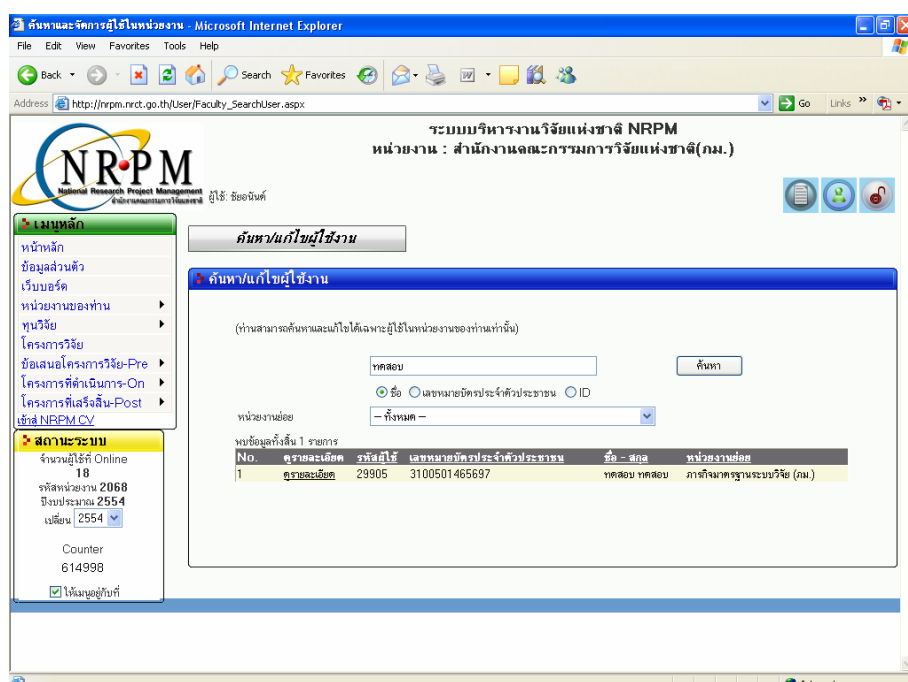 ค้นหาและจัดการผู้ใช้ในหน่วยงาน - Microsoft Internet Explorer
File Edit View Favorites Tools Help
Back Search Favorites
Address http://nrpm.nrct.go.th/User/Faculty_SearchUser.aspx Go Links
ระบบบริหารงานวิจัยแห่งชาติ NRPM
หน่วยงาน : สำนักงานคณะกรรมการวิจัยแห่งชาติ(ภม.)
NRPM
National Research Project Management
สำนักงานคณะกรรมการวิจัยแห่งชาติ
ผู้ใช้: ชัยอนันต์
เมนูหลัก
หน้าหลัก
ข้อมูลส่วนตัว
เว็บบอร์ด
หน่วยงานของท่าน
ทุนวิจัย
โครงการวิจัย
ข้อเสนอโครงการวิจัย-Pre
โครงการที่ดำเนินการ-On
โครงการที่เสร็จสิ้น-Post
เข้าสู่ NRPM CV
สถานะระบบ
จำนวนผู้ใช้ที่ Online
18
รหัสหน่วยงาน 2068
ปีงบประมาณ 2554
เปลี่ยน 2554
Counter
614998
ให้เมนูอยู่กับที่
ค้นหา/แก้ไขผู้ใช้งาน
ค้นหา/แก้ไขผู้ใช้งาน
(ท่านสามารถค้นหาและแก้ไขได้เฉพาะผู้ใช้ในหน่วยงานของท่านเท่านั้น)
ทดสอบ ค้นหา
ชื่อ เลขหมายบัตรประจำตัวประชาชน ID
หน่วยงานย่อย -- ทั้งหมด --
พบข้อมูลทั้งสิ้น 1 รายการ
No. ดูรายละเอียด รหัสผู้ใช้ เลขหมายบัตรประจำตัวประชาชน ชื่อ - สกุล หน่วยงานย่อย
1 ดูรายละเอียด 29905 3100501465697 ทดสอบ ทดสอบ ภารกิจมาตรฐานระบบวิจัย (ภม.)